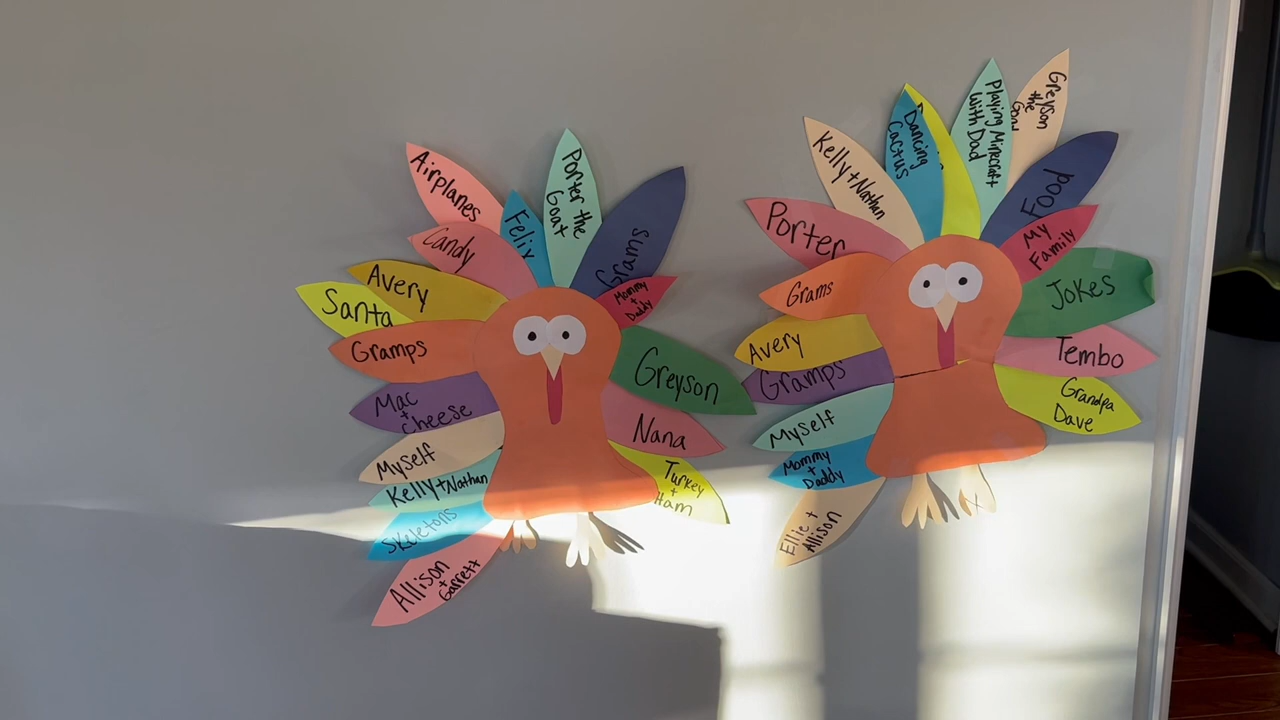 Airplanes
Candy
Felix
Porter the
Goat
Grams
Mommy
+
Daddy
Avery
Santa
Gramps
Mac
+
cheese
Myself
Kelly+Nathan
Skeletons
Allison
+
Garrett
Greyson
Nana
Turkey
+
Ham
Kelly+Nathan
Dancing
Cactus
Playing Minecraft
With Dad
Greyson
the
Food
My
Family
Porter
Grams
Avery
Gramps
Myself
Mommy
+
Daddy
Ellie +
Allison
Jokes
Tembo
Grandpa
Dave